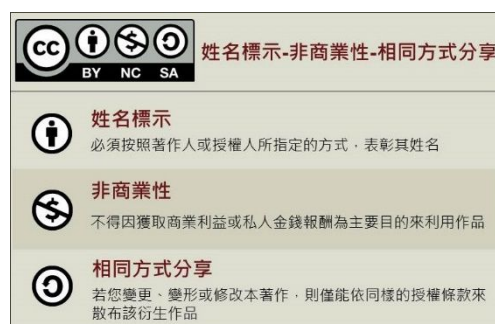 cc
BY NC SA
姓名標示-非商業性-相同方式分享
姓名標示
必須按照著作人或授權人所指定的方式，表彰其姓名
非商業性
不得因獲取商業利益或私人金錢報酬為主要目的來利用作品
相同方式分享
若您變更、變形或修改本著作，則僅能依同樣的授權條款來
散布該衍生作品